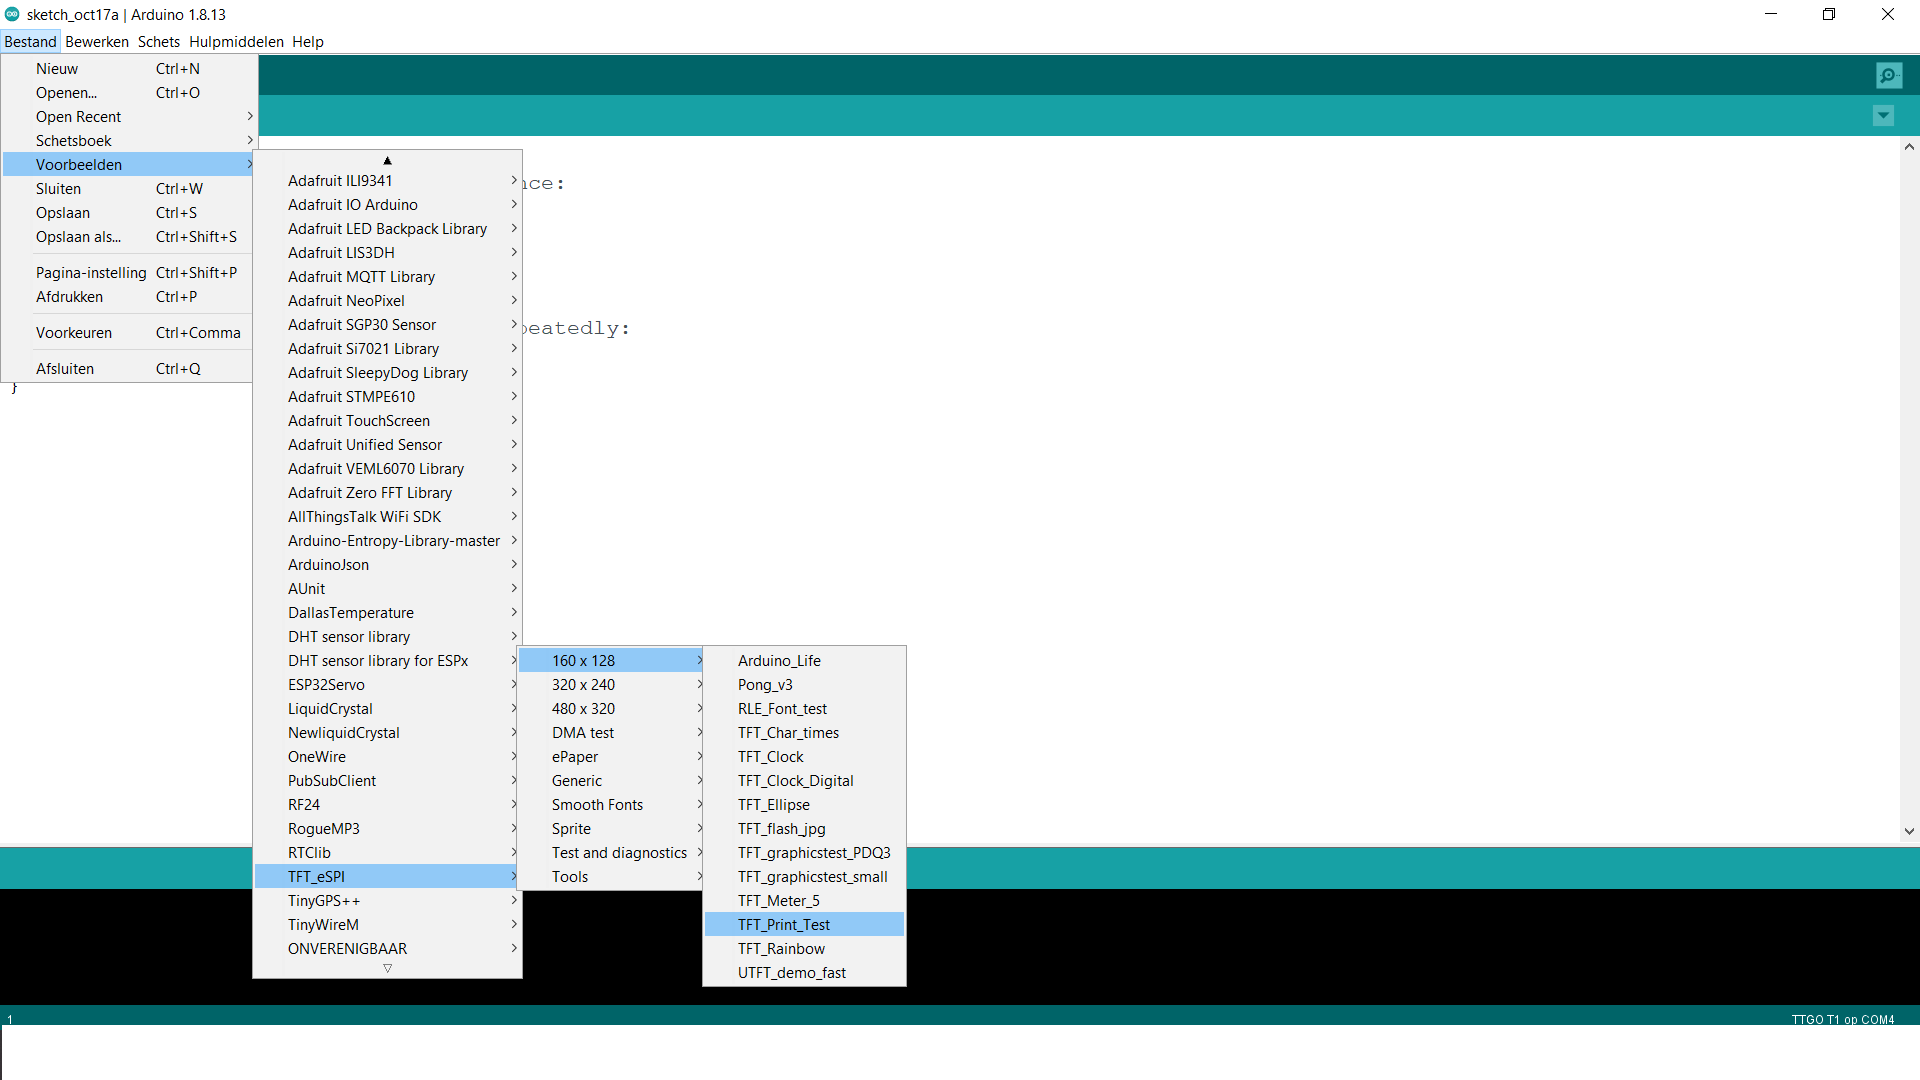 sketch_oct17a | Arduino 1.8.13
Bestand Bewerken Schets Hulpmiddelen Help
Nieuw Ctrl+N
Openen... Ctrl+O
Open Recent
Schetsboek
Voorbeelden
Sluiten Ctrl+W
Opslaan Ctrl+S
Opslaan als... Ctrl+Shift+S
Pagina-instelling Ctrl+Shift+P
Afdrukken Ctrl+P
Voorkeuren Ctrl+Comma
Afsluiten Ctrl+Q
}
Adafruit ILI9341
Adafruit IO Arduino
Adafruit LED Backpack Library
Adafruit LIS3DH
Adafruit MQTT Library
Adafruit NeoPixel
Adafruit SGP30 Sensor
Adafruit Si7021 Library
Adafruit SleepyDog Library
Adafruit STMPE610
Adafruit TouchScreen
Adafruit Unified Sensor
Adafruit VEML6070 Library
Adafruit Zero FFT Library
AllThingsTalk WiFi SDK
Arduino-Entropy-Library-master
ArduinoJson
AUnit
DallasTemperature
DHT sensor library
DHT sensor library for ESPx
ESP32Servo
LiquidCrystal
NewliquidCrystal
OneWire
PubSubClient
RF24
RogueMP3
RTClib
TFT_eSPI
TinyGPS++
TinyWireM
ONVERENIGBAAR
nce:
peatedly:
160 x 128
320 x 240
480 x 320
DMA test
ePaper
Generic
Smooth Fonts
Sprite
Test and diagnostics
Tools
Arduino_Life
Pong_v3
RLE_Font_test
TFT_Char_times
TFT_Clock
TFT_Clock_Digital
TFT_Ellipse
TFT_flash_jpg
TFT_graphicstest_PDQ3
TFT_graphicstest_small
TFT_Meter_5
TFT_Print_Test
TFT_Rainbow
UTFT_demo_fast
1
TTGO T1 op COM4